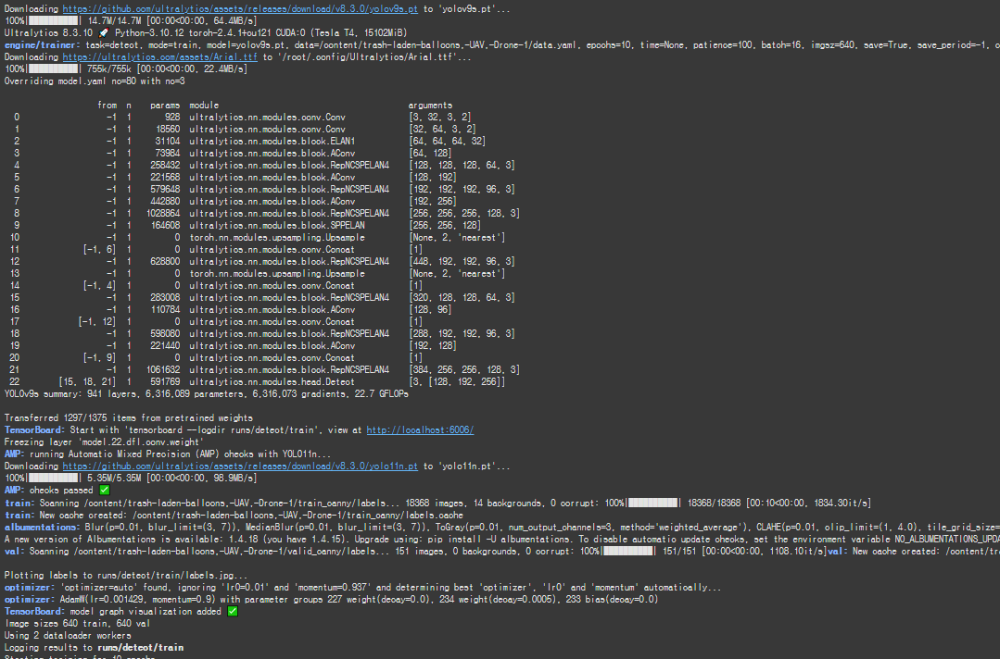 Downloading https://github.com/ultralytics/assets/releases/download/v8.3.0/yolov9s.pt to 'yolov9s.pt'...
100%|██████████| 14.7M/14.7M [00:00<00:00, 64.4MB/s]
Ultralytics 8.3.10 🚀 Python-3.10.12 torch-2.4.1+cu121 CUDA:0 (Tesla T4, 15102MiB)
engine/trainer: task=detect, mode=train, model=yolov9s.pt, data=/content/trash-laden-balloons,-UAV,-Drone-1/data.yaml, epochs=10, time=None, patience=100, batch=16, imgsz=640, save=True, save_period=-1, c
Downloading https://ultralytics.com/assets/Arial.ttf to '/root/.config/Ultralytics/Arial.ttf'...
100%|██████████| 755k/755k [00:00<00:00, 22.4MB/s]
Overriding model.yaml nc=80 with nc=3
from n params module arguments
0 -1 1 928 ultralytics.nn.modules.conv.Conv [3, 32, 3, 2]
1 -1 1 18560 ultralytics.nn.modules.conv.Conv [32, 64, 3, 2]
2 -1 1 31104 ultralytics.nn.modules.block.ELAN1 [64, 64, 64, 32]
3 -1 1 73984 ultralytics.nn.modules.block.AConv [64, 128]
4 -1 1 258432 ultralytics.nn.modules.block.RepNCSPELAN4 [128, 128, 128, 64, 3]
5 -1 1 221568 ultralytics.nn.modules.block.AConv [128, 192]
6 -1 1 579648 ultralytics.nn.modules.block.RepNCSPELAN4 [192, 192, 192, 96, 3]
7 -1 1 442880 ultralytics.nn.modules.block.AConv [192, 256]
8 -1 1 1028864 ultralytics.nn.modules.block.RepNCSPELAN4 [256, 256, 256, 128, 3]
9 -1 1 164608 ultralytics.nn.modules.block.SPPELAN [256, 256, 128]
10 -1 1 0 torch.nn.modules.upsampling.Upsample [None, 2, 'nearest']
11 [-1, 6] 1 0 ultralytics.nn.modules.conv.Concat [1]
12 -1 1 628800 ultralytics.nn.modules.block.RepNCSPELAN4 [448, 192, 192, 96, 3]
13 -1 1 0 torch.nn.modules.upsampling.Upsample [None, 2, 'nearest']
14 [-1, 4] 1 0 ultralytics.nn.modules.conv.Concat [1]
15 -1 1 283008 ultralytics.nn.modules.block.RepNCSPELAN4 [320, 128, 128, 64, 3]
16 -1 1 110784 ultralytics.nn.modules.block.AConv [128, 96]
17 [-1, 12] 1 0 ultralytics.nn.modules.conv.Concat [1]
18 -1 1 598080 ultralytics.nn.modules.block.RepNCSPELAN4 [288, 192, 192, 96, 3]
19 -1 1 221440 ultralytics.nn.modules.block.AConv [192, 128]
20 [-1, 9] 1 0 ultralytics.nn.modules.conv.Concat [1]
21 -1 1 1061632 ultralytics.nn.modules.block.RepNCSPELAN4 [384, 256, 256, 128, 3]
22 [15, 18, 21] 1 591769 ultralytics.nn.modules.head.Detect [3, [128, 192, 256]]
YOLOv9s summary: 941 layers, 6,316,089 parameters, 6,316,073 gradients, 22.7 GFLOPs
Transferred 1297/1375 items from pretrained weights
TensorBoard: Start with 'tensorboard --logdir runs/detect/train', view at http://localhost:6006/
Freezing layer 'model.22.dfl.conv.weight'
AMP: running Automatic Mixed Precision (AMP) checks with YOLO11n...
Downloading https://github.com/ultralytics/assets/releases/download/v8.3.0/yolo11n.pt to 'yolo11n.pt'...
100%|██████████| 5.35M/5.35M [00:00<00:00, 98.9MB/s]
AMP: checks passed ✅
train: Scanning /content/trash-laden-balloons,-UAV,-Drone-1/train_canny/labels... 18368 images, 14 backgrounds, 0 corrupt: 100%|██████████| 18368/18368 [00:10<00:00, 1834.30it/s]
train: New cache created: /content/trash-laden-balloons,-UAV,-Drone-1/train_canny/labels.cache
albumentations: Blur(p=0.01, blur_limit=(3, 7)), MedianBlur(p=0.01, blur_limit=(3, 7)), ToGray(p=0.01, num_output_channels=3, method='weighted_average'), CLAHE(p=0.01, clip_limit=(1, 4.0), tile_grid_size=
A new version of Albumentations is available: 1.4.18 (you have 1.4.15). Upgrade using: pip install -U albumentations. To disable automatic update checks, set the environment variable NO_ALBUMENTATIONS_UPDA
val: Scanning /content/trash-laden-balloons,-UAV,-Drone-1/valid_canny/labels... 151 images, 0 backgrounds, 0 corrupt: 100%|██████████| 151/151 [00:00<00:00, 1108.10it/s]val: New cache created: /content/tr
Plotting labels to runs/detect/train/labels.jpg...
optimizer: 'optimizer=auto' found, ignoring 'lr0=0.01' and 'momentum=0.937' and determining best 'optimizer', 'lr0' and 'momentum' automatically...
optimizer: AdamW(lr=0.001429, momentum=0.9) with parameter groups 227 weight(decay=0.0), 234 weight(decay=0.0005), 233 bias(decay=0.0)
TensorBoard: model graph visualization added ✅
Image sizes 640 train, 640 val
Using 2 dataloader workers
Logging results to runs/detect/train
Starting training for 10 epochs